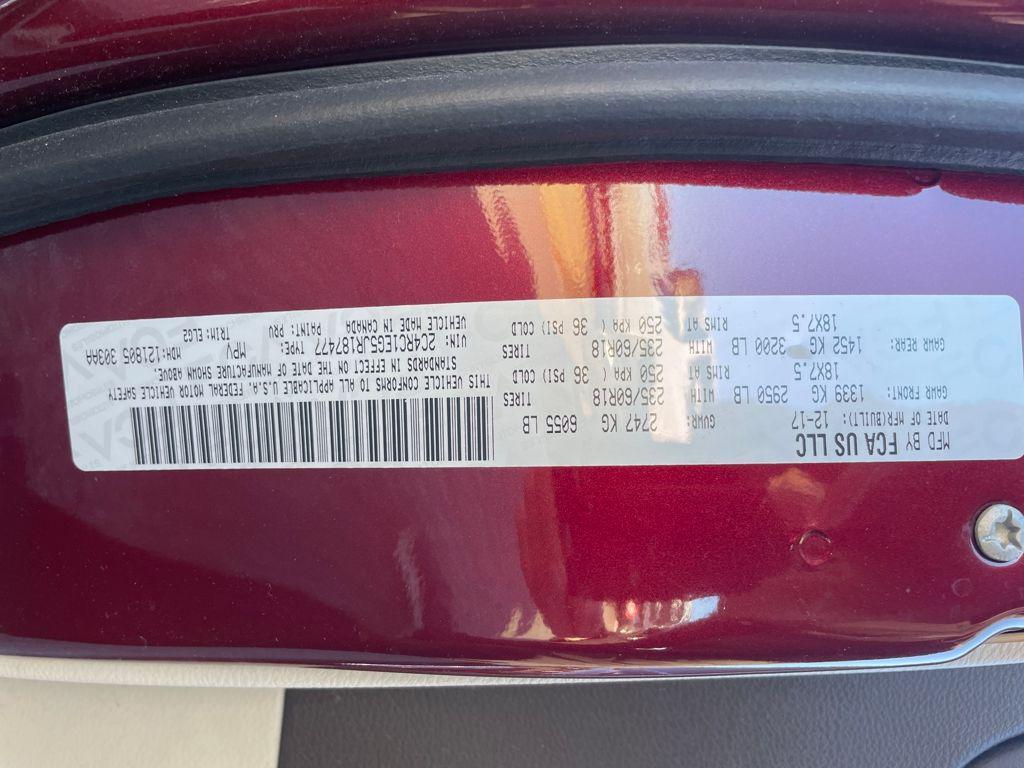 MFD BY FCA US LLC
DATE OF MFR(BUILT): 12-17 GVWR: 2747 KG 6055 LB
GAWR FRONT: 1339 KG 2950 LB WITH 235/60R18 TIRES
18X7.5 RIMS AT 250 KPA ( 36 PSI) COLD
GAWR REAR: 1452 KG 3200 LB WITH 235/60R18 TIRES
18X7.5 RIMS AT 250 KPA ( 36 PSI) COLD
THIS VEHICLE CONFORMS TO ALL APPLICABLE U.S.A. FEDERAL MOTOR VEHICLE SAFETY
STANDARDS IN EFFECT ON THE DATE OF MANUFACTURE SHOWN ABOVE.
VIN: 2C4RC1EG5JR187477 TYPE: MPV MDH:121805 303AA
VEHICLE MADE IN CANADA PAINT: PRV TRIM:ELG2